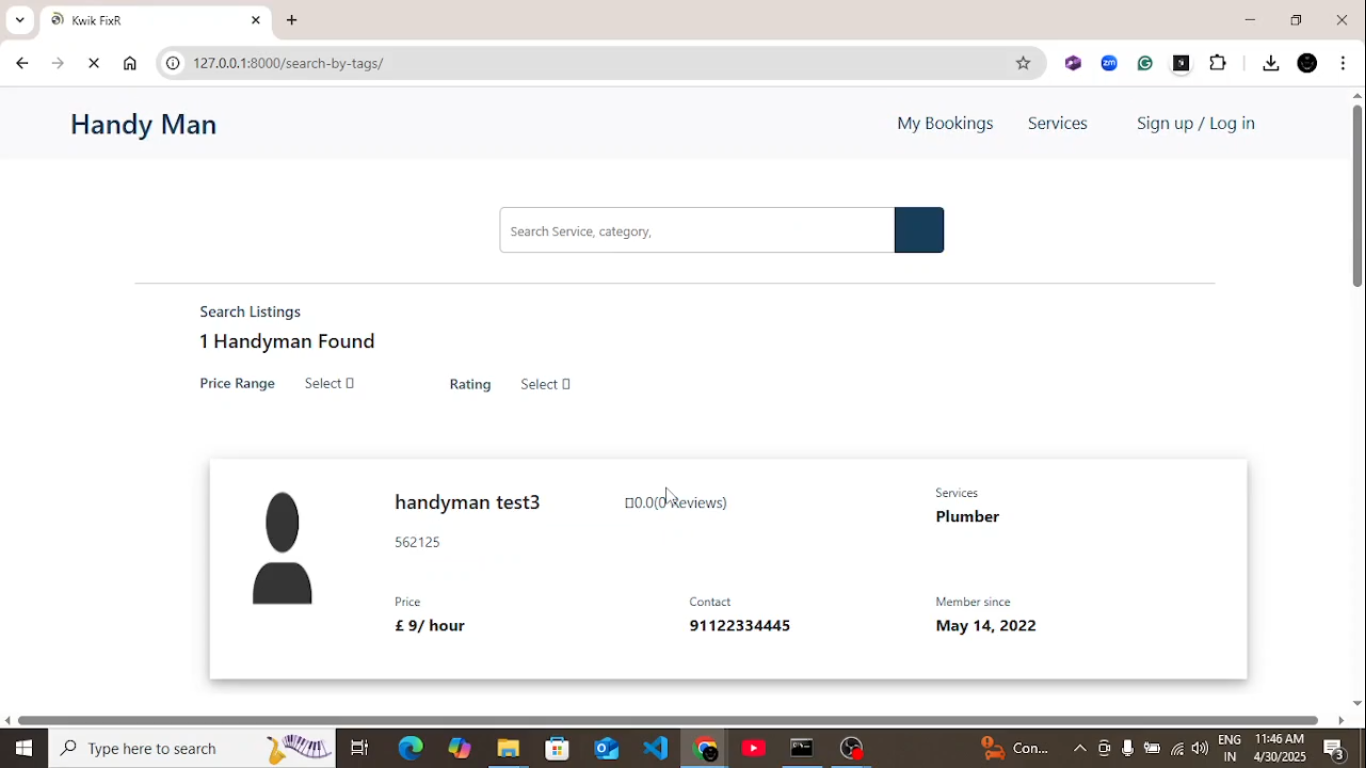 Kwik FixR
127.0.0.1:8000/search-by-tags/
Handy Man
My Bookings Services Sign up / Log in
Search Service, category,
Search Listings
1 Handyman Found
Price Range Select Rating Select
handyman test3 0.0(0 Reviews)
Services
Plumber
562125
Price Contact Member since
£ 9/ hour 91122334445 May 14, 2022
Type here to search
Con...
ENG
IN
11:46 AM
4/30/2025
3